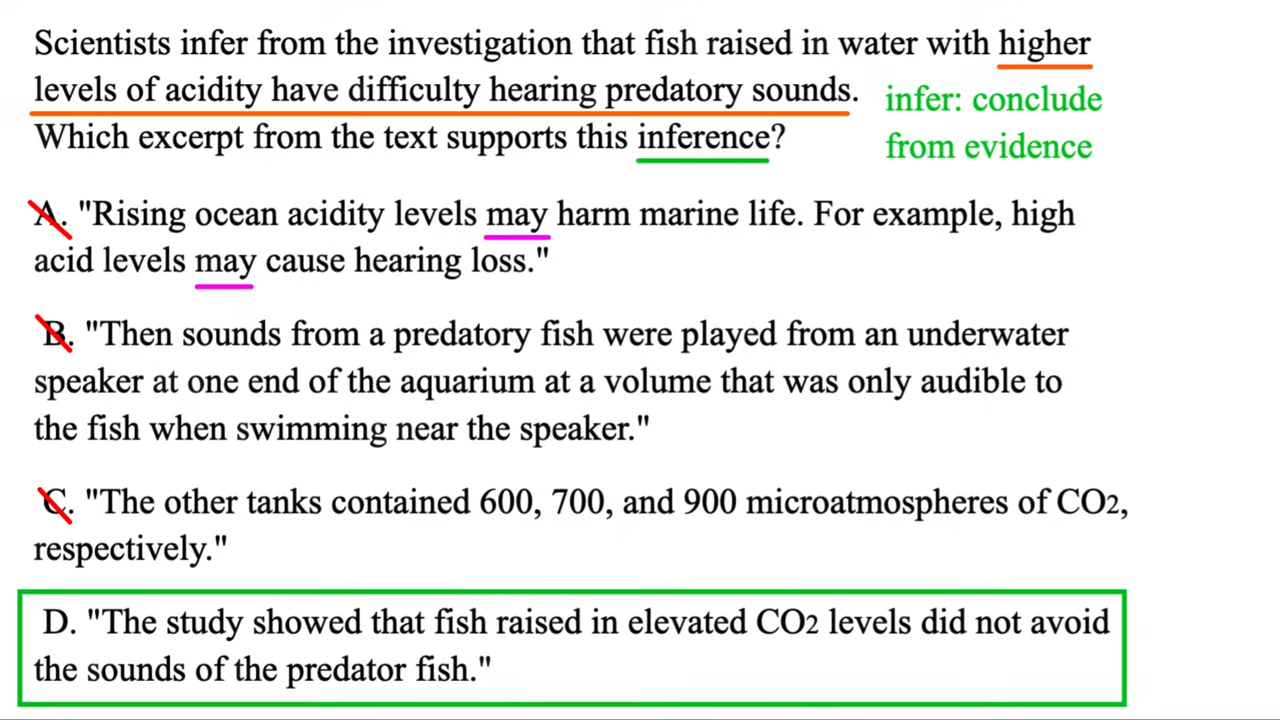 Scientists infer from the investigation that fish raised in water with higher
levels of acidity have difficulty hearing predatory sounds.
Which excerpt from the text supports this inference?
infer: conclude
from evidence
A. "Rising ocean acidity levels may harm marine life. For example, high
acid levels may cause hearing loss."
B. "Then sounds from a predatory fish were played from an underwater
speaker at one end of the aquarium at a volume that was only audible to
the fish when swimming near the speaker."
C. "The other tanks contained 600, 700, and 900 microatmospheres of CO2,
respectively."
D. "The study showed that fish raised in elevated CO2 levels did not avoid
the sounds of the predator fish."